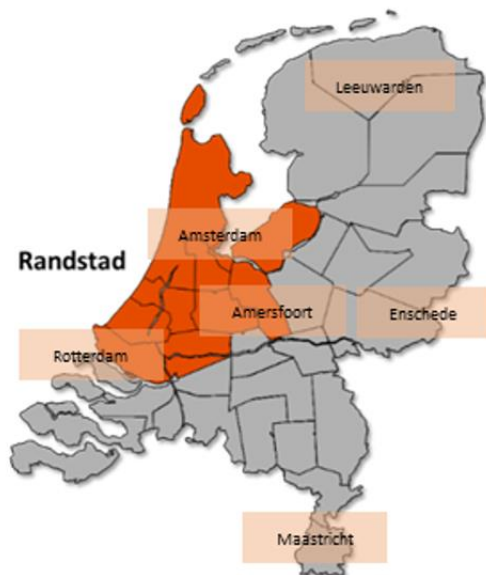 Leeuwarden
Amsterdam
Randstad
Amersfoort
Enschede
Rotterdam
Maastricht